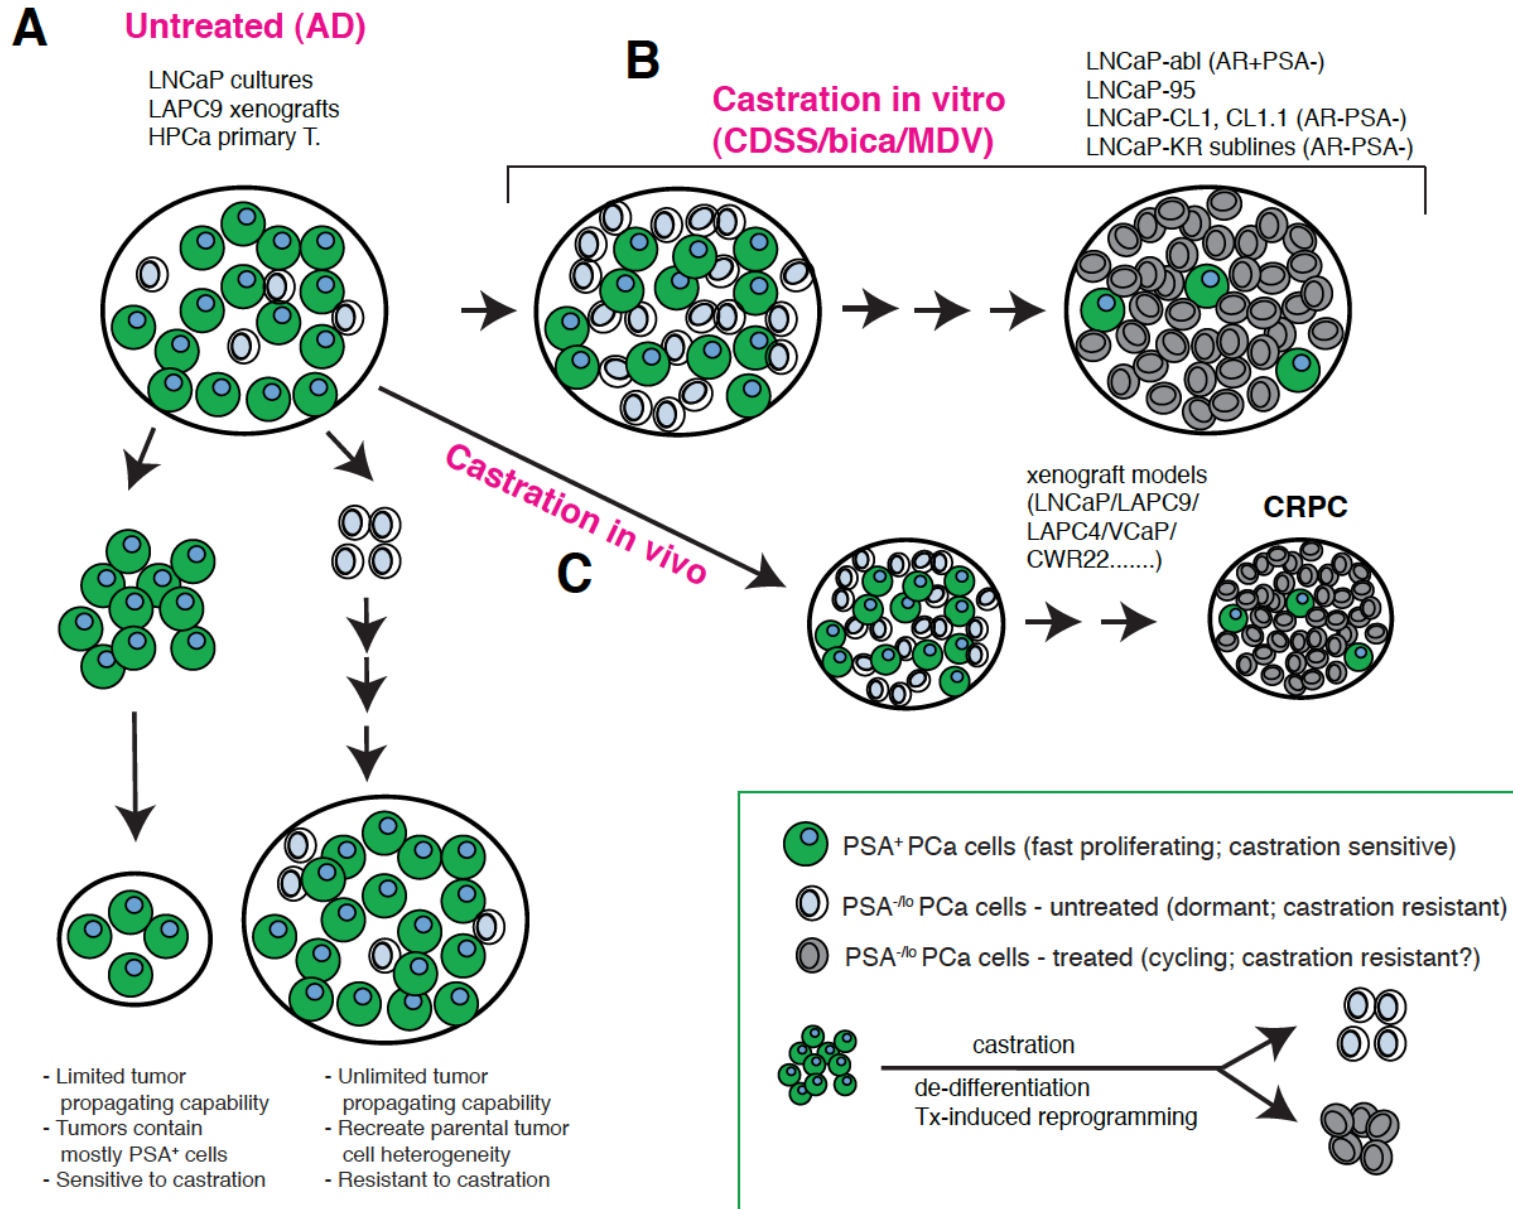 A
Untreated (AD)
LNCaP cultures
LAPC9 xenografts
HPCa primary T.
B
Castration in vitro
(CDSS/bica/MDV)
LNCaP-abl (AR+PSA-)
LNCaP-95
LNCaP-CL1, CL1.1 (AR-PSA-)
LNCaP-KR sublines (AR-PSA-)
Castration in vivo
C
xenograft models
(LNCaP/LAPC9/
LAPC4/VCaP/
CWR22.......)
CRPC
- Limited tumor
propagating capability
- Tumors contain
mostly PSA⁺ cells
- Sensitive to castration
- Unlimited tumor
propagating capability
- Recreate parental tumor
cell heterogeneity
- Resistant to castration
PSA⁺ PCa cells (fast proliferating; castration sensitive)
PSA⁻/ˡᵒ PCa cells - untreated (dormant; castration resistant)
PSA⁻/ˡᵒ PCa cells - treated (cycling; castration resistant?)
castration
de-differentiation
Tx-induced reprogramming